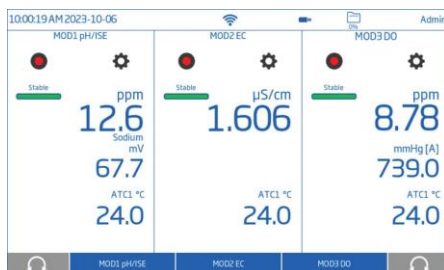 10:00:19 AM 2023-10-06
0%
Admin
MOD1 pH/ISE
MOD2 EC
MOD3 DO
Stable
ppm
12.6
Sodium
mV
67.7
ATC1 °C
24.0
µS/cm
1.606
ATC1 °C
24.0
Stable
ppm
8.78
mmHg [A]
739.0
ATC1 °C
24.0
MOD1 pH/ISE
MOD2 EC
MOD3 DO